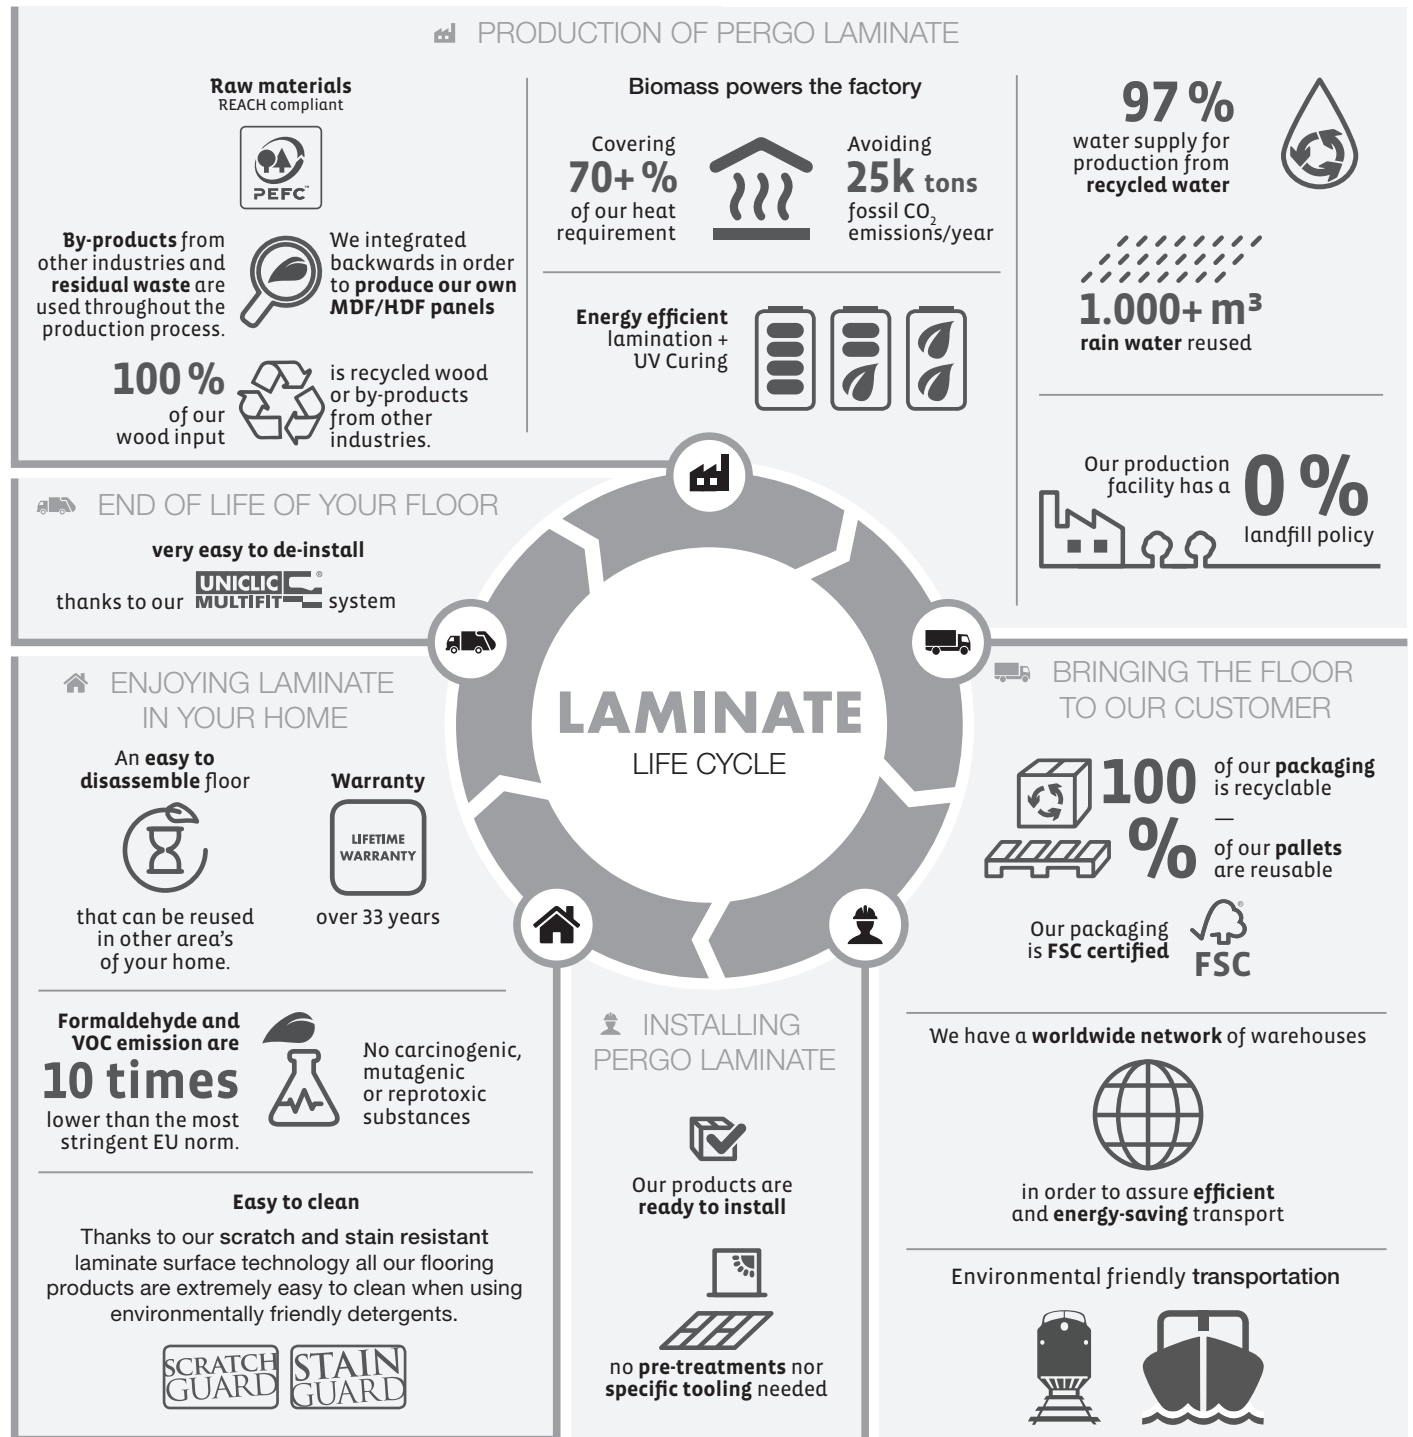 PRODUCTION OF PERGO LAMINATE
Raw materials
REACH compliant
PEFC™
By-products from
other industries and
residual waste are
used throughout the
production process.
We integrated
backwards in order
to produce our own
MDF/HDF panels
100 %
of our
wood input
is recycled wood
or by-products
from other
industries.
Biomass powers the factory
Covering
70+ %
of our heat
requirement
Avoiding
25k tons
fossil CO₂
emissions/year
Energy efficient
lamination +
UV Curing
97 %
water supply for
production from
recycled water
1.000+ m³
rain water reused
Our production
facility has a
0 %
landfill policy
END OF LIFE OF YOUR FLOOR
very easy to de-install
thanks to our UNICLIC® MULTIFIT system
LAMINATE
LIFE CYCLE
BRINGING THE FLOOR
TO OUR CUSTOMER
100
%
of our packaging
is recyclable
—
of our pallets
are reusable
Our packaging
is FSC certified
®
FSC
We have a worldwide network of warehouses
in order to assure efficient
and energy-saving transport
Environmental friendly transportation
INSTALLING
PERGO LAMINATE
Our products are
ready to install
no pre-treatments nor
specific tooling needed
ENJOYING LAMINATE
IN YOUR HOME
An easy to
disassemble floor
that can be reused
in other area's
of your home.
Warranty
LIFETIME
WARRANTY
over 33 years
Formaldehyde and
VOC emission are
10 times
lower than the most
stringent EU norm.
No carcinogenic,
mutagenic
or reprotoxic
substances
Easy to clean
Thanks to our scratch and stain resistant
laminate surface technology all our flooring
products are extremely easy to clean when using
environmentally friendly detergents.
SCRATCH
GUARD
STAIN
GUARD